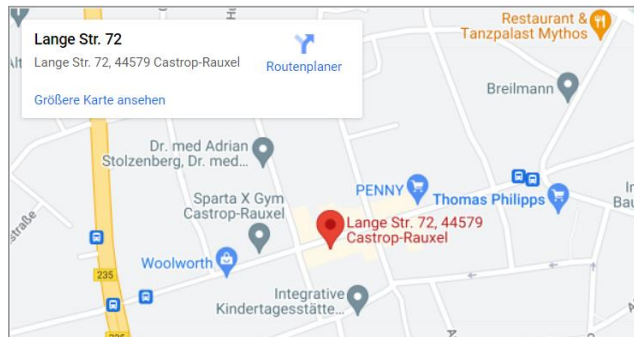 Lange Str. 72
Lange Str. 72, 44579 Castrop-Rauxel
Routenplaner
Größere Karte ansehen
Restaurant &
Tanzpalast Mythos
Breilmann
Dr. med Adrian
Stolzenberg, Dr. med...
PENNY
Thomas Philipps
Sparta X Gym
Castrop-Rauxel
Lange Str. 72, 44579
Castrop-Rauxel
Woolworth
235
Integrative
Kindertagesstätte...
235